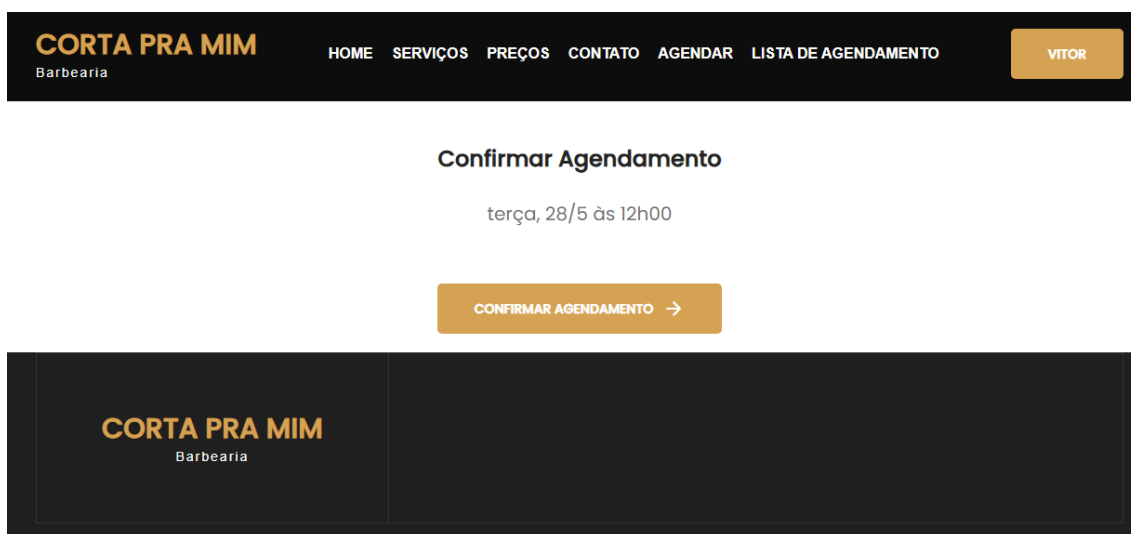 CORTA PRA MIM
Barbearia
HOME SERVIÇOS PREÇOS CONTATO AGENDAR LISTA DE AGENDAMENTO
VITOR
Confirmar Agendamento
terça, 28/5 às 12h00
CONFIRMAR AGENDAMENTO →
CORTA PRA MIM
Barbearia